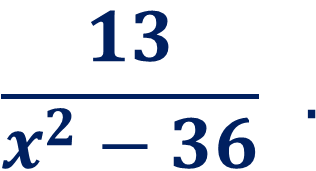 13
x² − 36 .